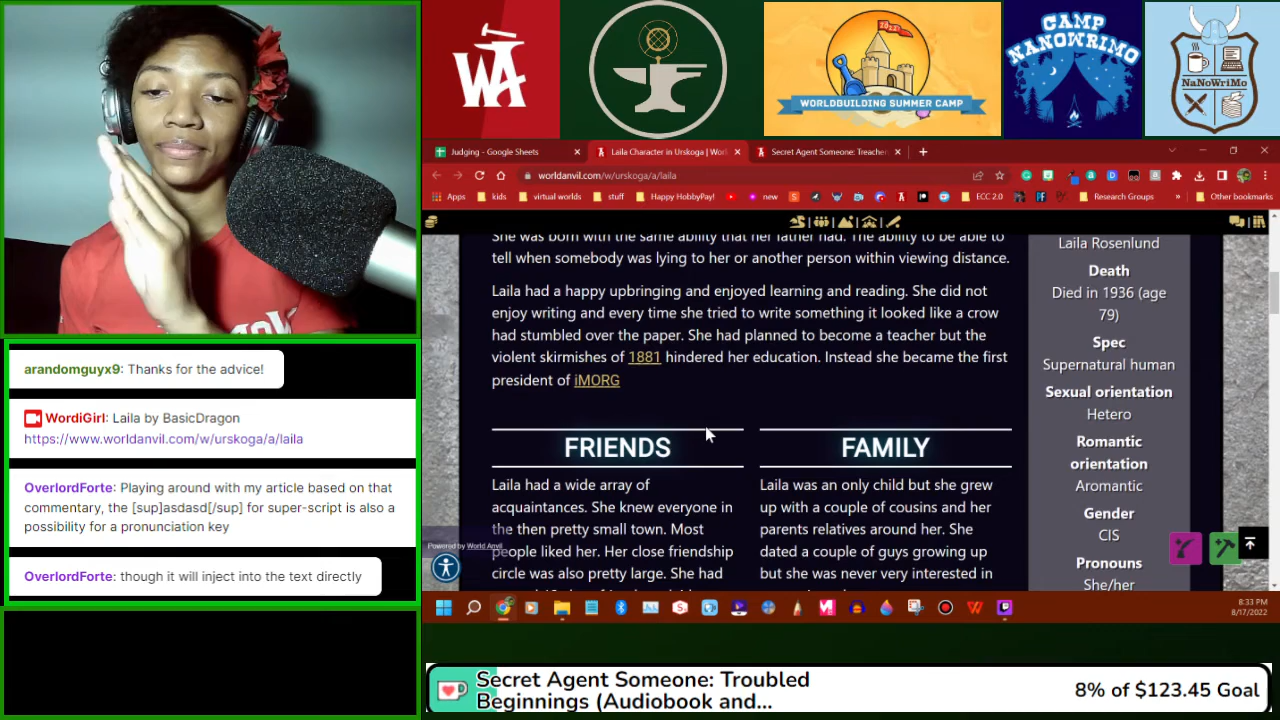 WA
2022
WORLDBUILDING SUMMER CAMP
CAMP
NANOWRIMO
NaNoWriMo
Judging - Google Sheets
Laila Character in Urskoga | Worl
Secret Agent Someone: Treacher
worldanvil.com/w/urskoga/a/laila
Apps
kids
virtual worlds
stuff
Happy HobbyPay!
new
ECC 2.0
Research Groups
»
Other bookmarks
She was born with the same ability that her father had. The ability to be able to
tell when somebody was lying to her or another person within viewing distance.
Laila had a happy upbringing and enjoyed learning and reading. She did not
enjoy writing and every time she tried to write something it looked like a crow
had stumbled over the paper. She had planned to become a teacher but the
violent skirmishes of 1881 hindered her education. Instead she became the first
president of iMORG
FRIENDS
Laila had a wide array of
acquaintances. She knew everyone in
the then pretty small town. Most
people liked her. Her close friendship
circle was also pretty large. She had
FAMILY
Laila was an only child but she grew
up with a couple of cousins and her
parents relatives around her. She
dated a couple of guys growing up
but she was never very interested in
Laila Rosenlund
Death
Died in 1936 (age
79)
Spec
Supernatural human
Sexual orientation
Hetero
Romantic
orientation
Aromantic
Gender
CIS
Pronouns
She/her
Powered by World Anvil
8:33 PM
8/17/2022
arandomguyx9: Thanks for the advice!
WordiGirl: Laila by BasicDragon
https://www.worldanvil.com/w/urskoga/a/laila
OverlordForte: Playing around with my article based on that
commentary, the [sup]asdasd[/sup] for super-script is also a
possibility for a pronunciation key
OverlordForte: though it will inject into the text directly
Secret Agent Someone: Troubled
Beginnings (Audiobook and...
8% of $123.45 Goal